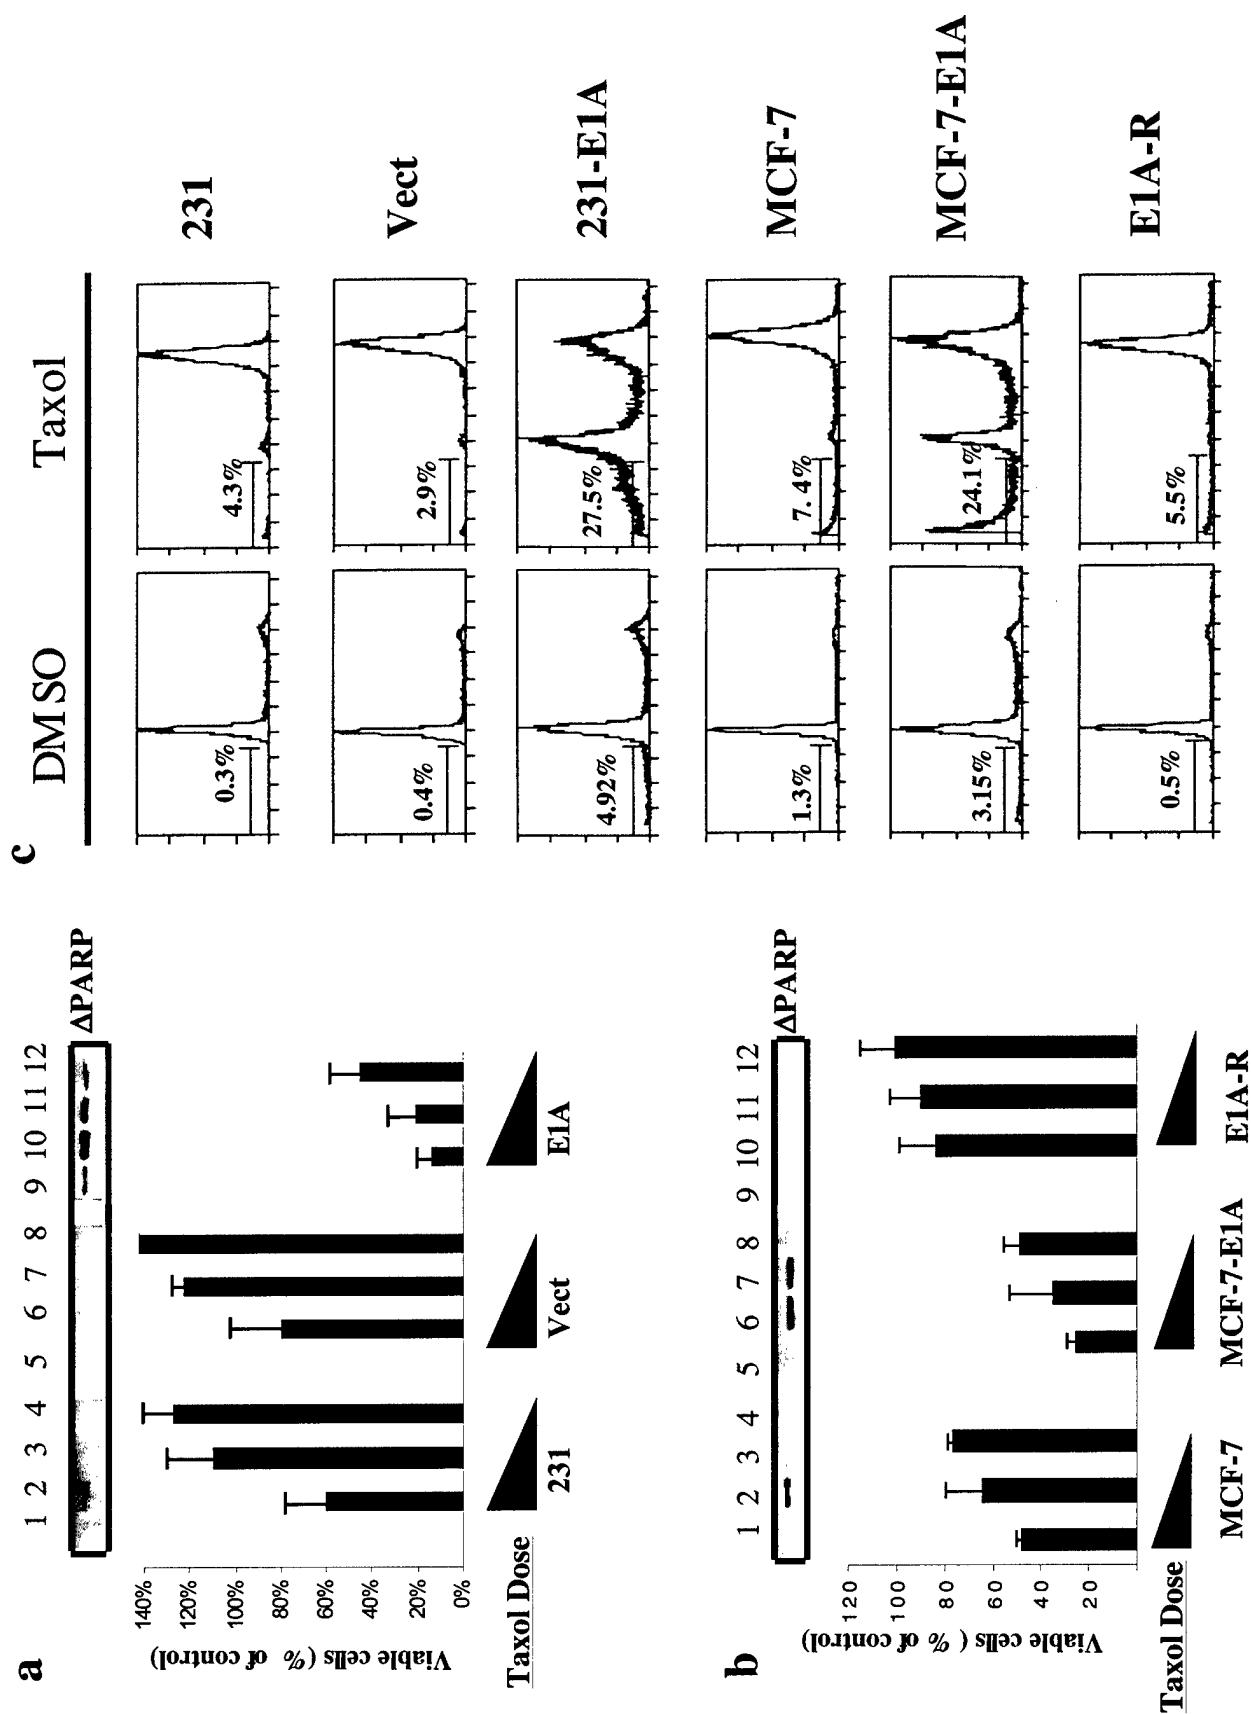 a
1 2 3 4 5 6 7 8 9 10 11 12
ΔPARP
Viable cells (% of control)
140%
120%
100%
80%
60%
40%
20%
0%
Taxol Dose
231
Vect
E1A
b
1 2 3 4 5 6 7 8 9 10 11 12
ΔPARP
Viable cells (% of control)
120
100
80
60
40
20
Taxol Dose
MCF-7
MCF-7-E1A
E1A-R
c
DMSO Taxol
0.3% 4.3% 231
0.4% 2.9% Vect
4.92% 27.5% 231-E1A
1.3% 7.4% MCF-7
3.15% 24.1% MCF-7-E1A
0.5% 5.5% E1A-R